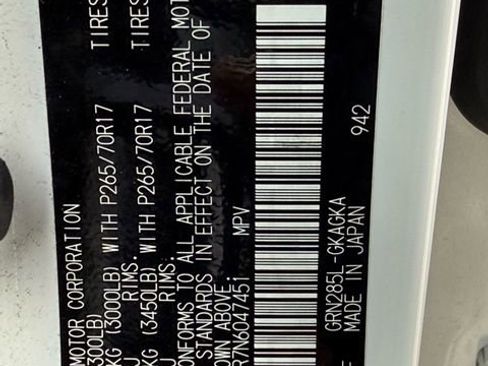 MOTOR CORPORATION
300LB)
KG (3000LB) WITH P265/70R17 TIRES
RIMS.
KG (3450LB) WITH P265/70R17 TIRES
RIMS.
CONFORMS TO ALL APPLICABLE FEDERAL MOT
STANDARDS IN EFFECT ON THE DATE OF
OWN ABOVE.
R7N6047451 MPV
GRN285L-GKAGKA
MADE IN JAPAN 942